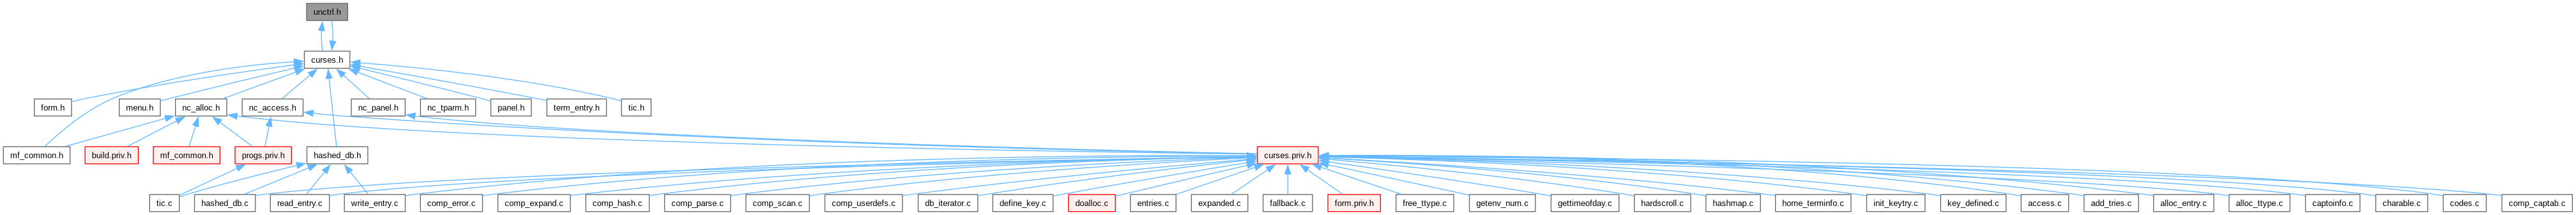 unctrl.h
curses.h
form.h
menu.h
nc_alloc.h
nc_access.h
nc_panel.h
nc_tparm.h
panel.h
term_entry.h
tic.h
mf_common.h
build.priv.h
mf_common.h
progs.priv.h
hashed_db.h
curses.priv.h
tic.c
hashed_db.c
read_entry.c
write_entry.c
comp_error.c
comp_expand.c
comp_hash.c
comp_parse.c
comp_scan.c
comp_userdefs.c
db_iterator.c
define_key.c
doalloc.c
entries.c
expanded.c
fallback.c
form.priv.h
free_ttype.c
getenv_num.c
gettimeofday.c
hardscroll.c
hashmap.c
home_terminfo.c
init_keytry.c
key_defined.c
access.c
add_tries.c
alloc_entry.c
alloc_ttype.c
captoinfo.c
charable.c
codes.c
comp_captab.c